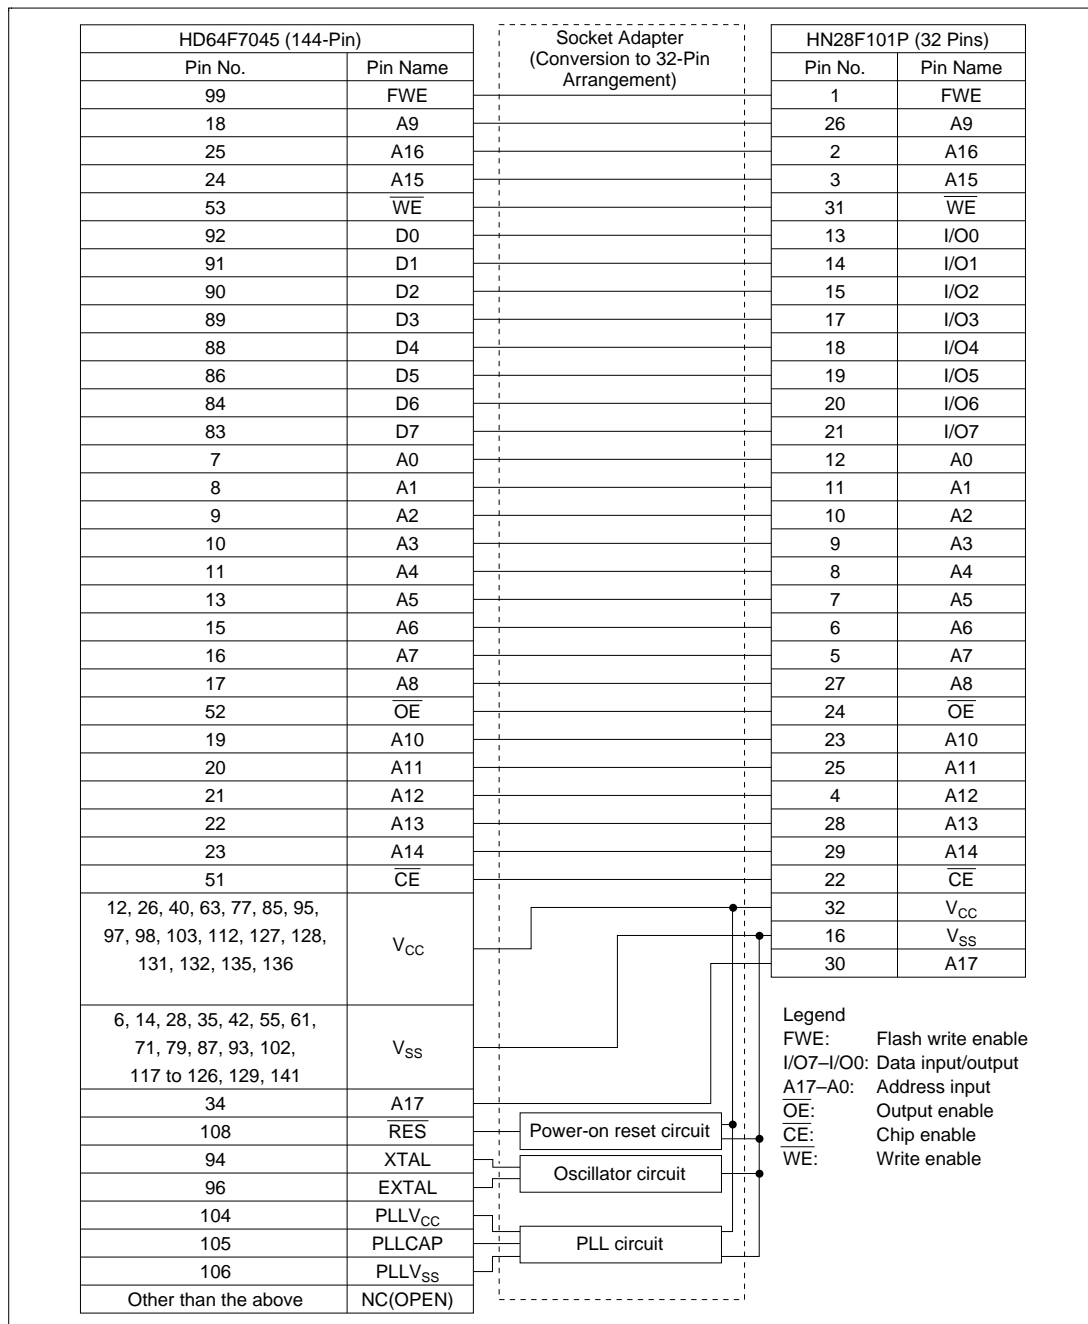 HD64F7045 (144-Pin) Socket Adapter HN28F101P (32 Pins)
Pin No. Pin Name (Conversion to 32-Pin Pin No. Pin Name
Arrangement)
99 FWE 1 FWE
18 A9 26 A9
25 A16 2 A16
24 A15 3 A15
53 W̅E̅ 31 W̅E̅
92 D0 13 I/O0
91 D1 14 I/O1
90 D2 15 I/O2
89 D3 17 I/O3
88 D4 18 I/O4
86 D5 19 I/O5
84 D6 20 I/O6
83 D7 21 I/O7
7 A0 12 A0
8 A1 11 A1
9 A2 10 A2
10 A3 9 A3
11 A4 8 A4
13 A5 7 A5
15 A6 6 A6
16 A7 5 A7
17 A8 27 A8
52 O̅E̅ 24 O̅E̅
19 A10 23 A10
20 A11 25 A11
21 A12 4 A12
22 A13 28 A13
23 A14 29 A14
51 C̅E̅ 22 C̅E̅
12, 26, 40, 63, 77, 85, 95, 32 VCC
97, 98, 103, 112, 127, 128, VCC 16 VSS
131, 132, 135, 136 30 A17
6, 14, 28, 35, 42, 55, 61,
71, 79, 87, 93, 102, VSS
117 to 126, 129, 141
34 A17
108 R̅E̅S̅ Power-on reset circuit
94 XTAL Oscillator circuit
96 EXTAL
104 PLLVCC
105 PLLCAP PLL circuit
106 PLLVSS
Other than the above NC(OPEN)
Legend
FWE: Flash write enable
I/O7–I/O0: Data input/output
A17–A0: Address input
O̅E̅: Output enable
C̅E̅: Chip enable
W̅E̅: Write enable